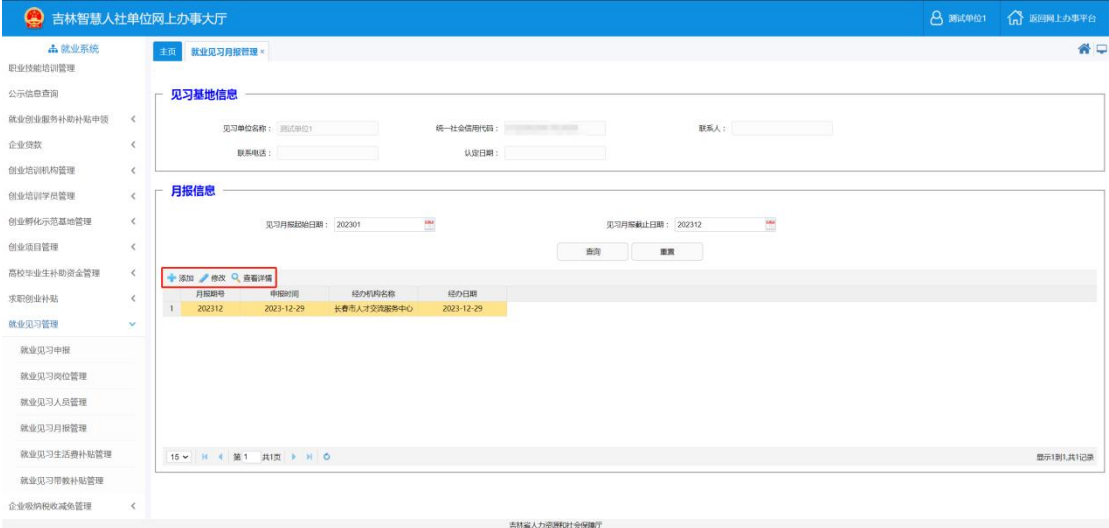 吉林智慧人社单位网上办事大厅
测试单位1
返回网上办事平台
就业系统
主页
就业见习月报管理
职业技能培训管理
公示信息查询
就业创业服务补助补贴申领
企业贷款
创业培训机构管理
创业培训学员管理
创业孵化示范基地管理
创业项目管理
高校毕业生补助资金管理
求职创业补贴
就业见习管理
就业见习申报
就业见习岗位管理
就业见习人员管理
就业见习月报管理
就业见习生活费补贴管理
就业见习带教补贴管理
企业吸纳税收减免管理
见习基地信息
见习单位名称： 测试单位1 统一社会信用代码： 联系人：
联系电话： 认定日期：
月报信息
见习月报起始日期： 202301 见习月报截止日期： 202312
查询 重置
添加 修改 查看详情
月报期号 申报时间 经办机构名称 经办日期
1 202312 2023-12-29 长春市人才交流服务中心 2023-12-29
15 第 1 共1页 显示1到1,共1记录
吉林省人力资源和社会保障厅